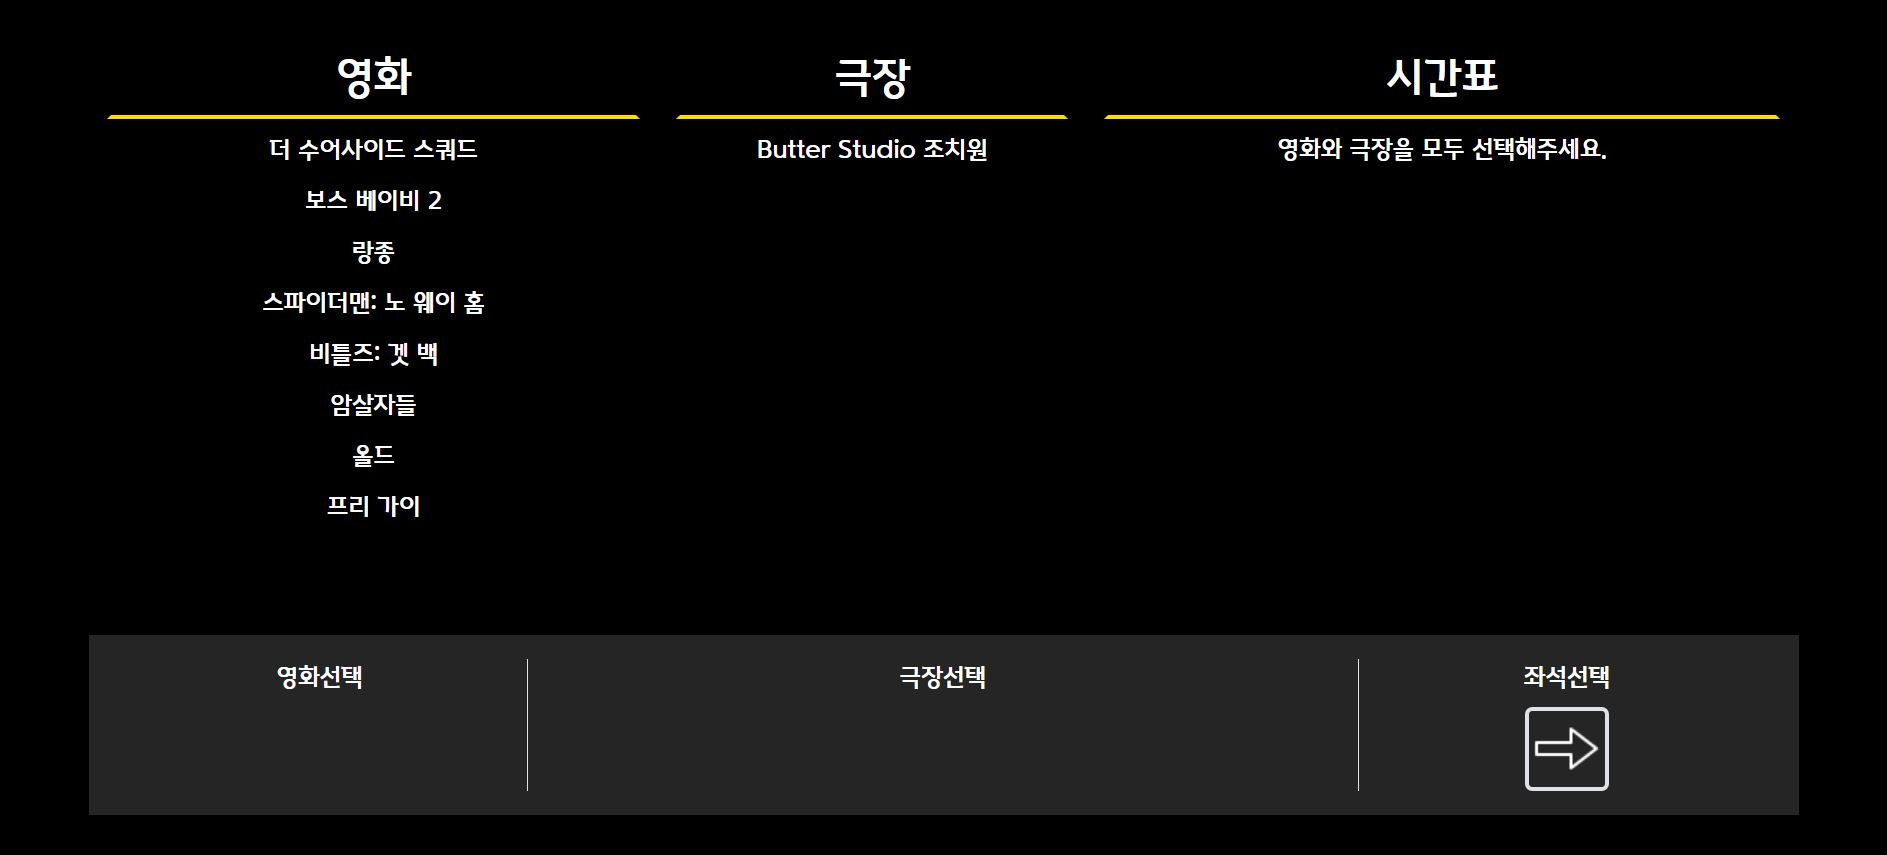 영화
더 수어사이드 스쿼드
보스 베이비 2
랑종
스파이더맨: 노 웨이 홈
비틀즈: 겟 백
암살자들
올드
프리 가이
극장
Butter Studio 조치원
시간표
영화와 극장을 모두 선택해주세요.
영화선택
극장선택
좌석선택